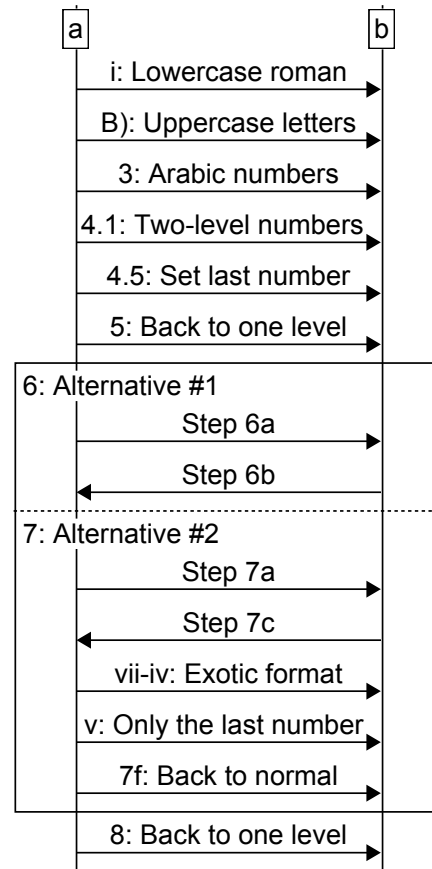 a
b
i: Lowercase roman
B): Uppercase letters
3: Arabic numbers
4.1: Two-level numbers
4.5: Set last number
5: Back to one level
6: Alternative #1
Step 6a
Step 6b
7: Alternative #2
Step 7a
Step 7c
vii-iv: Exotic format
v: Only the last number
7f: Back to normal
8: Back to one level